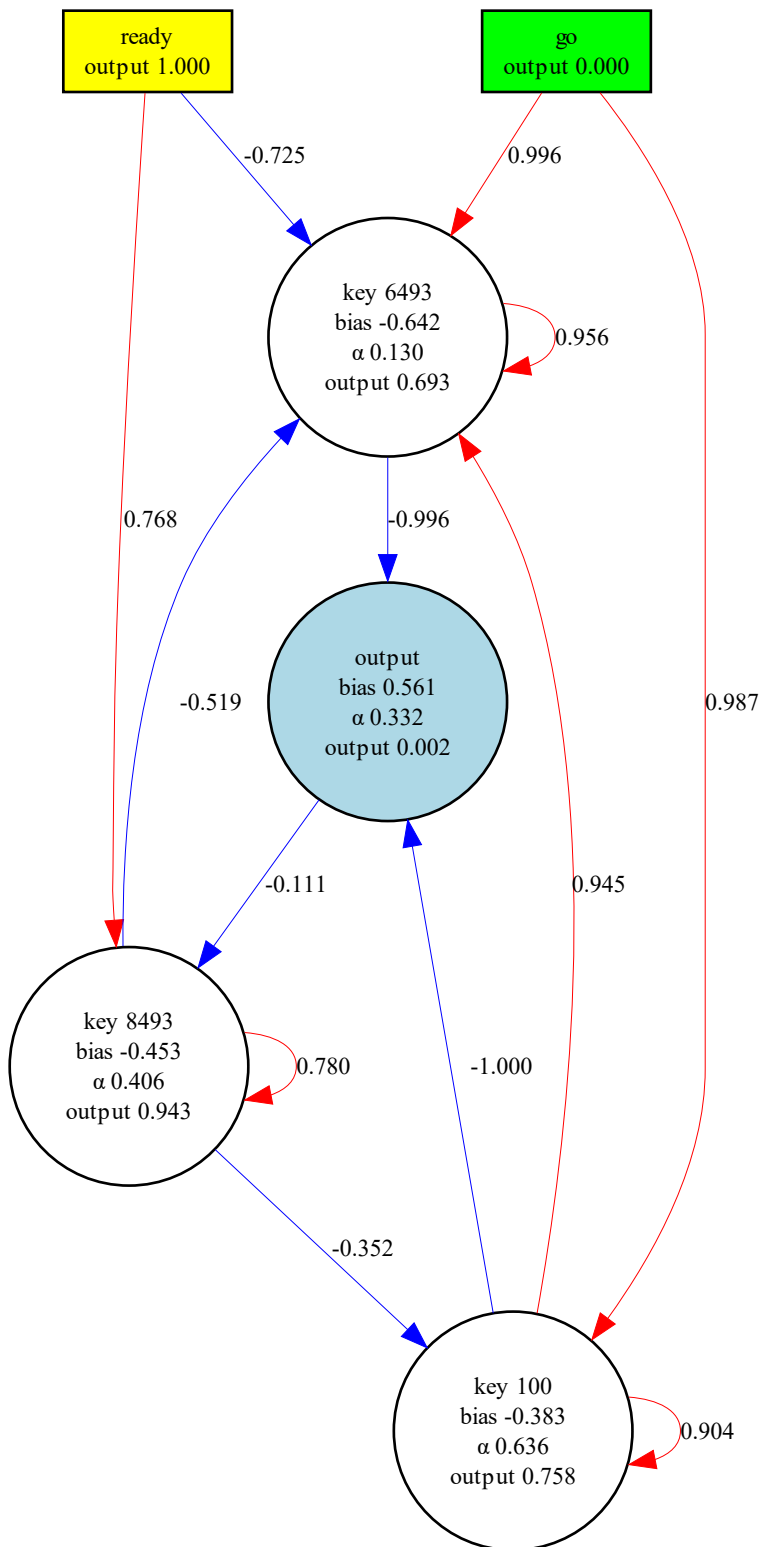 ready
output 1.000
go
output 0.000
-0.725
0.996
key 6493
bias -0.642
α 0.130
output 0.693
0.956
0.768
-0.996
-0.519
output
bias 0.561
α 0.332
output 0.002
0.987
-0.111
0.945
key 8493
bias -0.453
α 0.406
output 0.943
0.780
-1.000
-0.352
key 100
bias -0.383
α 0.636
output 0.758
0.904